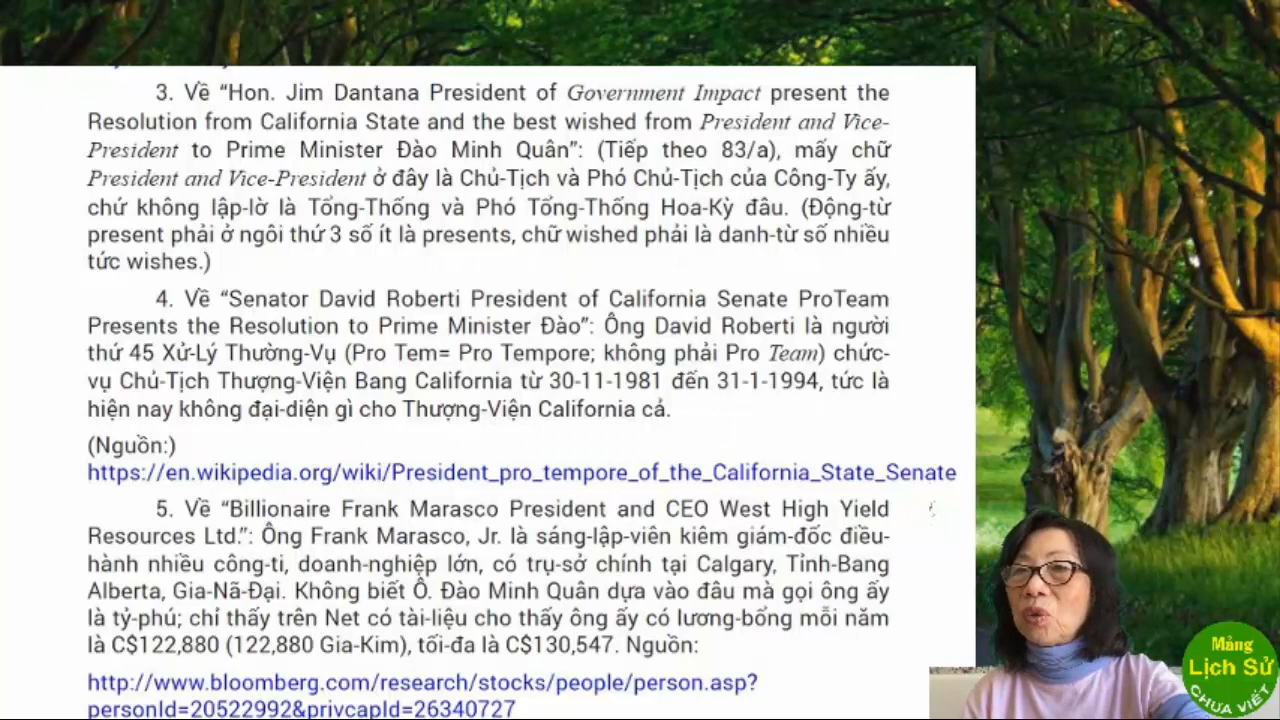 3. Về “Hon. Jim Dantana President of Government Impact present the
Resolution from California State and the best wished from President and Vice-
President to Prime Minister Đào Minh Quân”: (Tiếp theo 83/a), mấy chữ
President and Vice-President ở đây là Chủ-Tịch và Phó Chủ-Tịch của Công-Ty ấy,
chứ không lập-lờ là Tổng-Thống và Phó Tổng-Thống Hoa-Kỳ đâu. (Động-từ
present phải ở ngôi thứ 3 số ít là presents, chữ wished phải là danh-từ số nhiều
tức wishes.)
4. Về “Senator David Roberti President of California Senate ProTeam
Presents the Resolution to Prime Minister Đào”: Ông David Roberti là người
thứ 45 Xử-Lý Thường-Vụ (Pro Tem= Pro Tempore; không phải Pro Team) chức-
vụ Chủ-Tịch Thượng-Viện Bang California từ 30-11-1981 đến 31-1-1994, tức là
hiện nay không đại-diện gì cho Thượng-Viện California cả.
(Nguồn:)
https://en.wikipedia.org/wiki/President_pro_tempore_of_the_California_State_Senate
5. Về “Billionaire Frank Marasco President and CEO West High Yield
Resources Ltd.”: Ông Frank Marasco, Jr. là sáng-lập-viên kiêm giám-đốc điều-
hành nhiều công-ti, doanh-nghiệp lớn, có trụ-sở chính tại Calgary, Tỉnh-Bang
Alberta, Gia-Nã-Đại. Không biết Ô. Đào Minh Quân dựa vào đâu mà gọi ông ấy
là tỷ-phú; chỉ thấy trên Net có tài-liệu cho thấy ông ấy có lương-bổng mỗi năm
là C$122,880 (122,880 Gia-Kim), tối-đa là C$130,547. Nguồn:
http://www.bloomberg.com/research/stocks/people/person.asp?
personId=20522992&privcapId=26340727
Mảng
Lịch Sử
CHƯA VIẾT